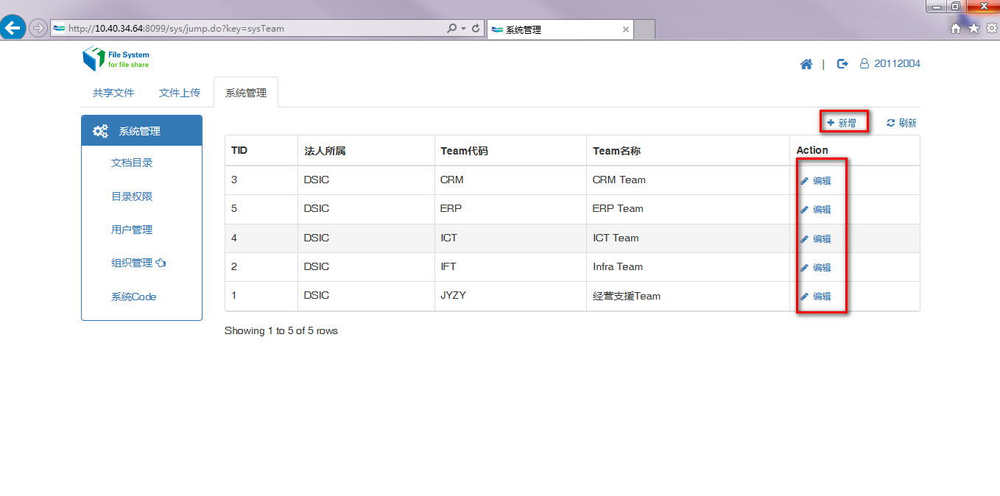 http://10.40.34.64:8099/sys/jump.do?key=sysTeam
系统管理
File System
for file share
| 20112004
共享文件 文件上传 系统管理
系统管理
文档目录
目录权限
用户管理
组织管理
系统Code
新增 刷新
TID 法人所属 Team代码 Team名称 Action
3 DSIC CRM CRM Team 编辑
5 DSIC ERP ERP Team 编辑
4 DSIC ICT ICT Team 编辑
2 DSIC IFT Infra Team 编辑
1 DSIC JYZY 经营支援Team 编辑
Showing 1 to 5 of 5 rows